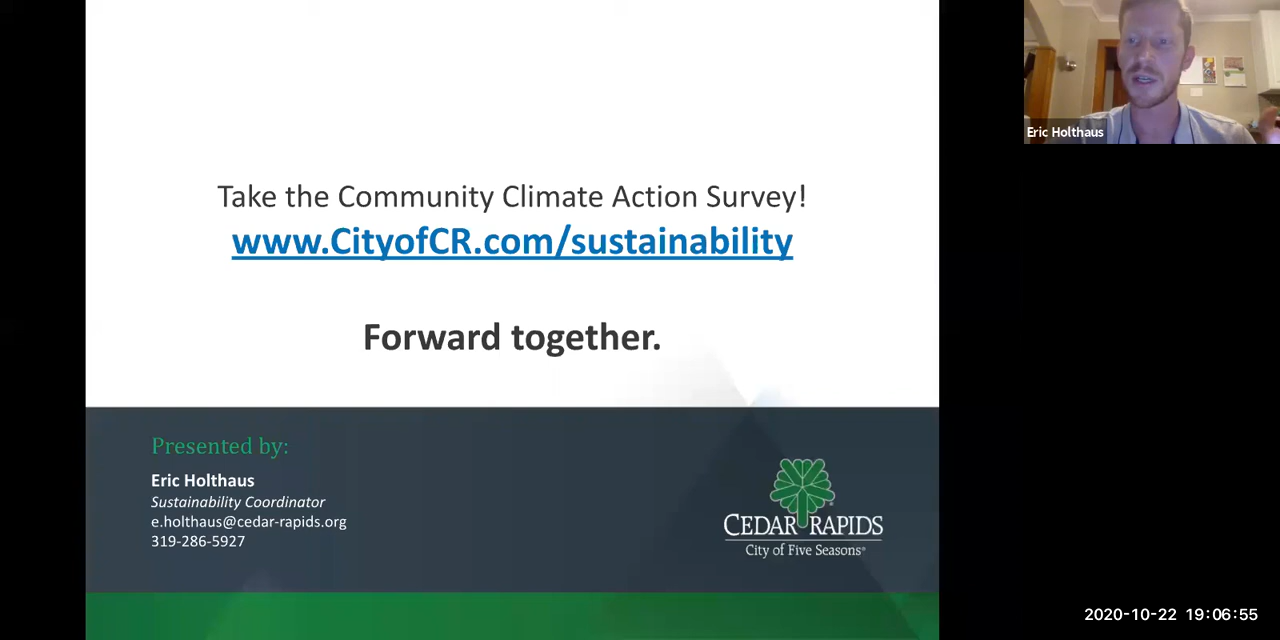 Take the Community Climate Action Survey!
www.CityofCR.com/sustainability
Forward together.
Presented by:
Eric Holthaus
Sustainability Coordinator
e.holthaus@cedar-rapids.org
319-286-5927
CEDAR RAPIDS
City of Five Seasons®
Eric Holthaus
2020-10-22 19:06:55